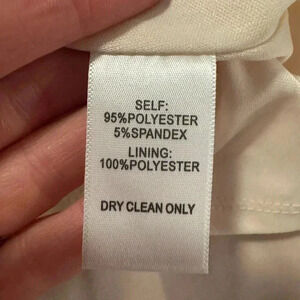 SELF:
95%POLYESTER
5%SPANDEX
LINING:
100%POLYESTER
DRY CLEAN ONLY